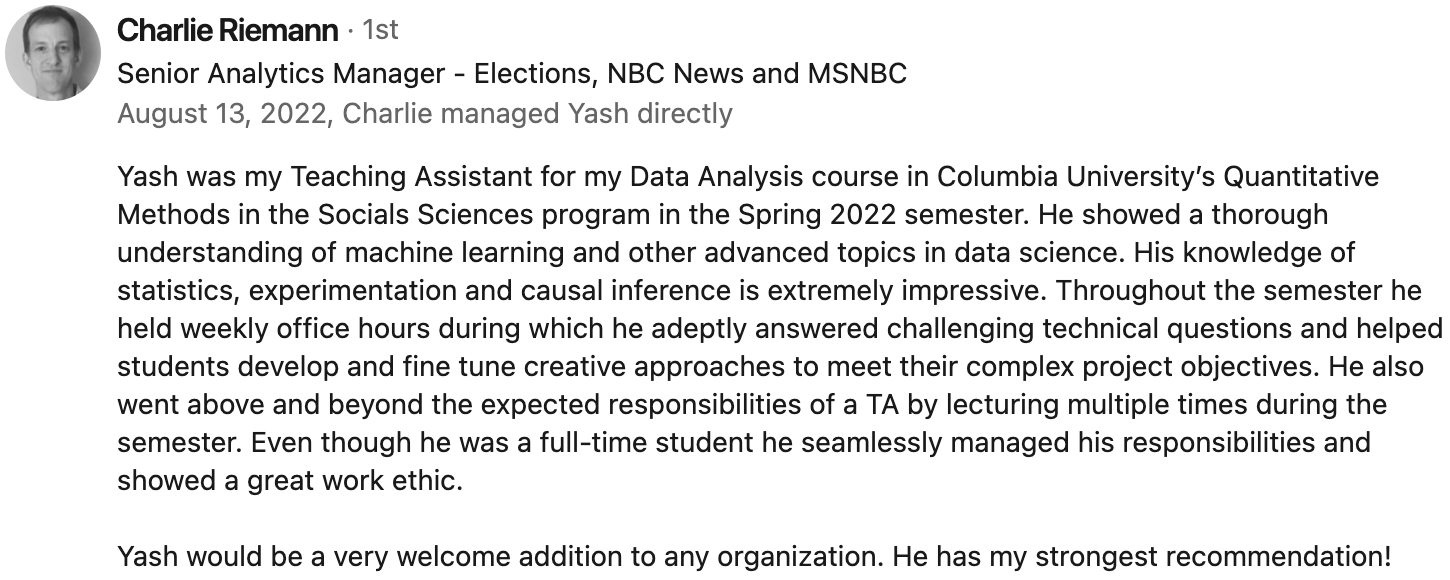 Charlie Riemann · 1st
Senior Analytics Manager - Elections, NBC News and MSNBC
August 13, 2022, Charlie managed Yash directly
Yash was my Teaching Assistant for my Data Analysis course in Columbia University’s Quantitative
Methods in the Socials Sciences program in the Spring 2022 semester. He showed a thorough
understanding of machine learning and other advanced topics in data science. His knowledge of
statistics, experimentation and causal inference is extremely impressive. Throughout the semester he
held weekly office hours during which he adeptly answered challenging technical questions and helped
students develop and fine tune creative approaches to meet their complex project objectives. He also
went above and beyond the expected responsibilities of a TA by lecturing multiple times during the
semester. Even though he was a full-time student he seamlessly managed his responsibilities and
showed a great work ethic.
Yash would be a very welcome addition to any organization. He has my strongest recommendation!